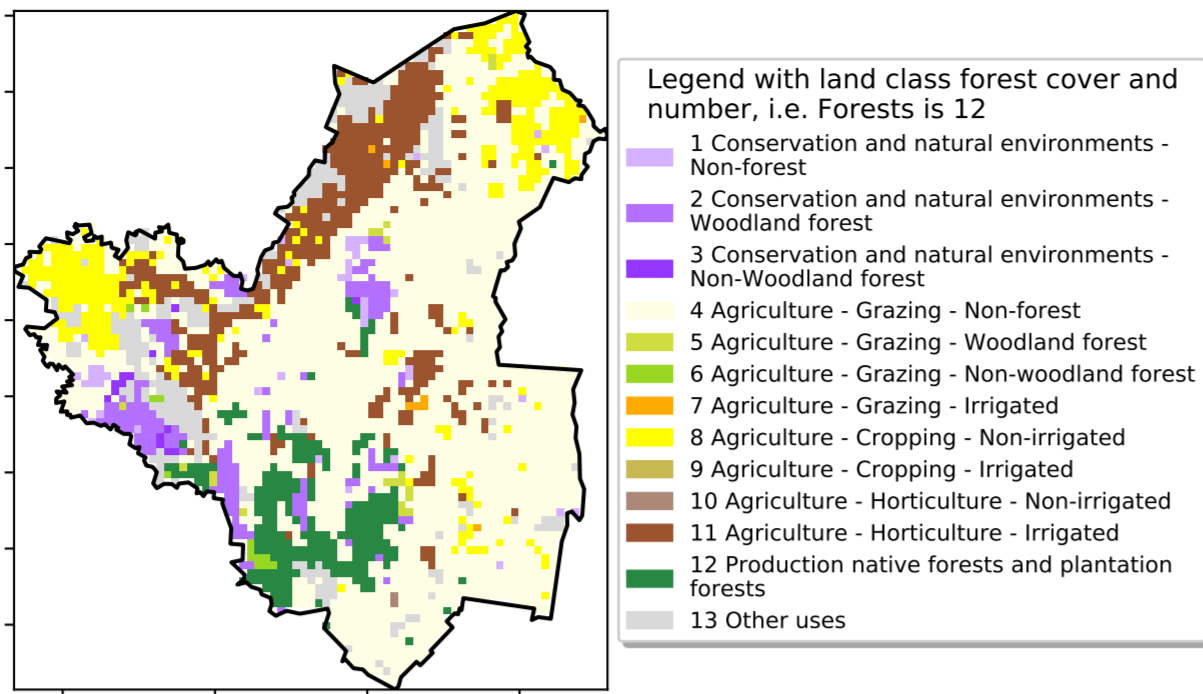 Legend with land class forest cover and
number, i.e. Forests is 12
1 Conservation and natural environments -
Non-forest
2 Conservation and natural environments -
Woodland forest
3 Conservation and natural environments -
Non-Woodland forest
4 Agriculture - Grazing - Non-forest
5 Agriculture - Grazing - Woodland forest
6 Agriculture - Grazing - Non-woodland forest
7 Agriculture - Grazing - Irrigated
8 Agriculture - Cropping - Non-irrigated
9 Agriculture - Cropping - Irrigated
10 Agriculture - Horticulture - Non-irrigated
11 Agriculture - Horticulture - Irrigated
12 Production native forests and plantation
forests
13 Other uses